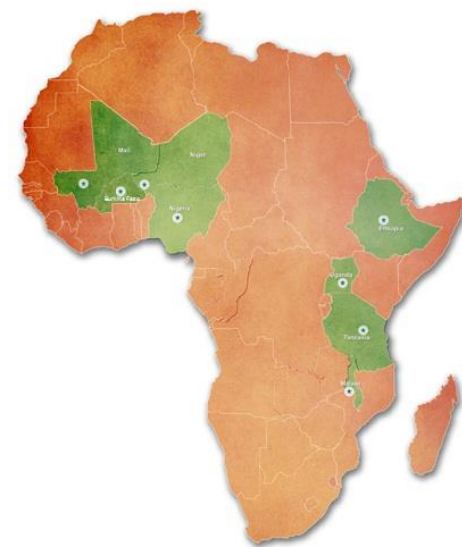 Mali
Niger
Burkina Faso
Nigeria
Ethiopia
Uganda
Tanzania
Malawi